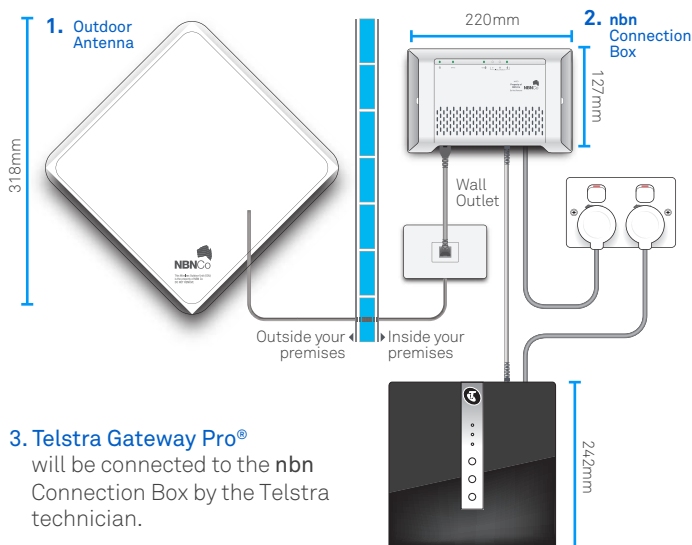 1. Outdoor
Antenna
318mm
NBNCo
Outside your
premises
Inside your
premises
220mm
2. nbn
Connection
Box
127mm
NBNCo
Wall
Outlet
242mm
3. Telstra Gateway Pro®
will be connected to the nbn
Connection Box by the Telstra
technician.